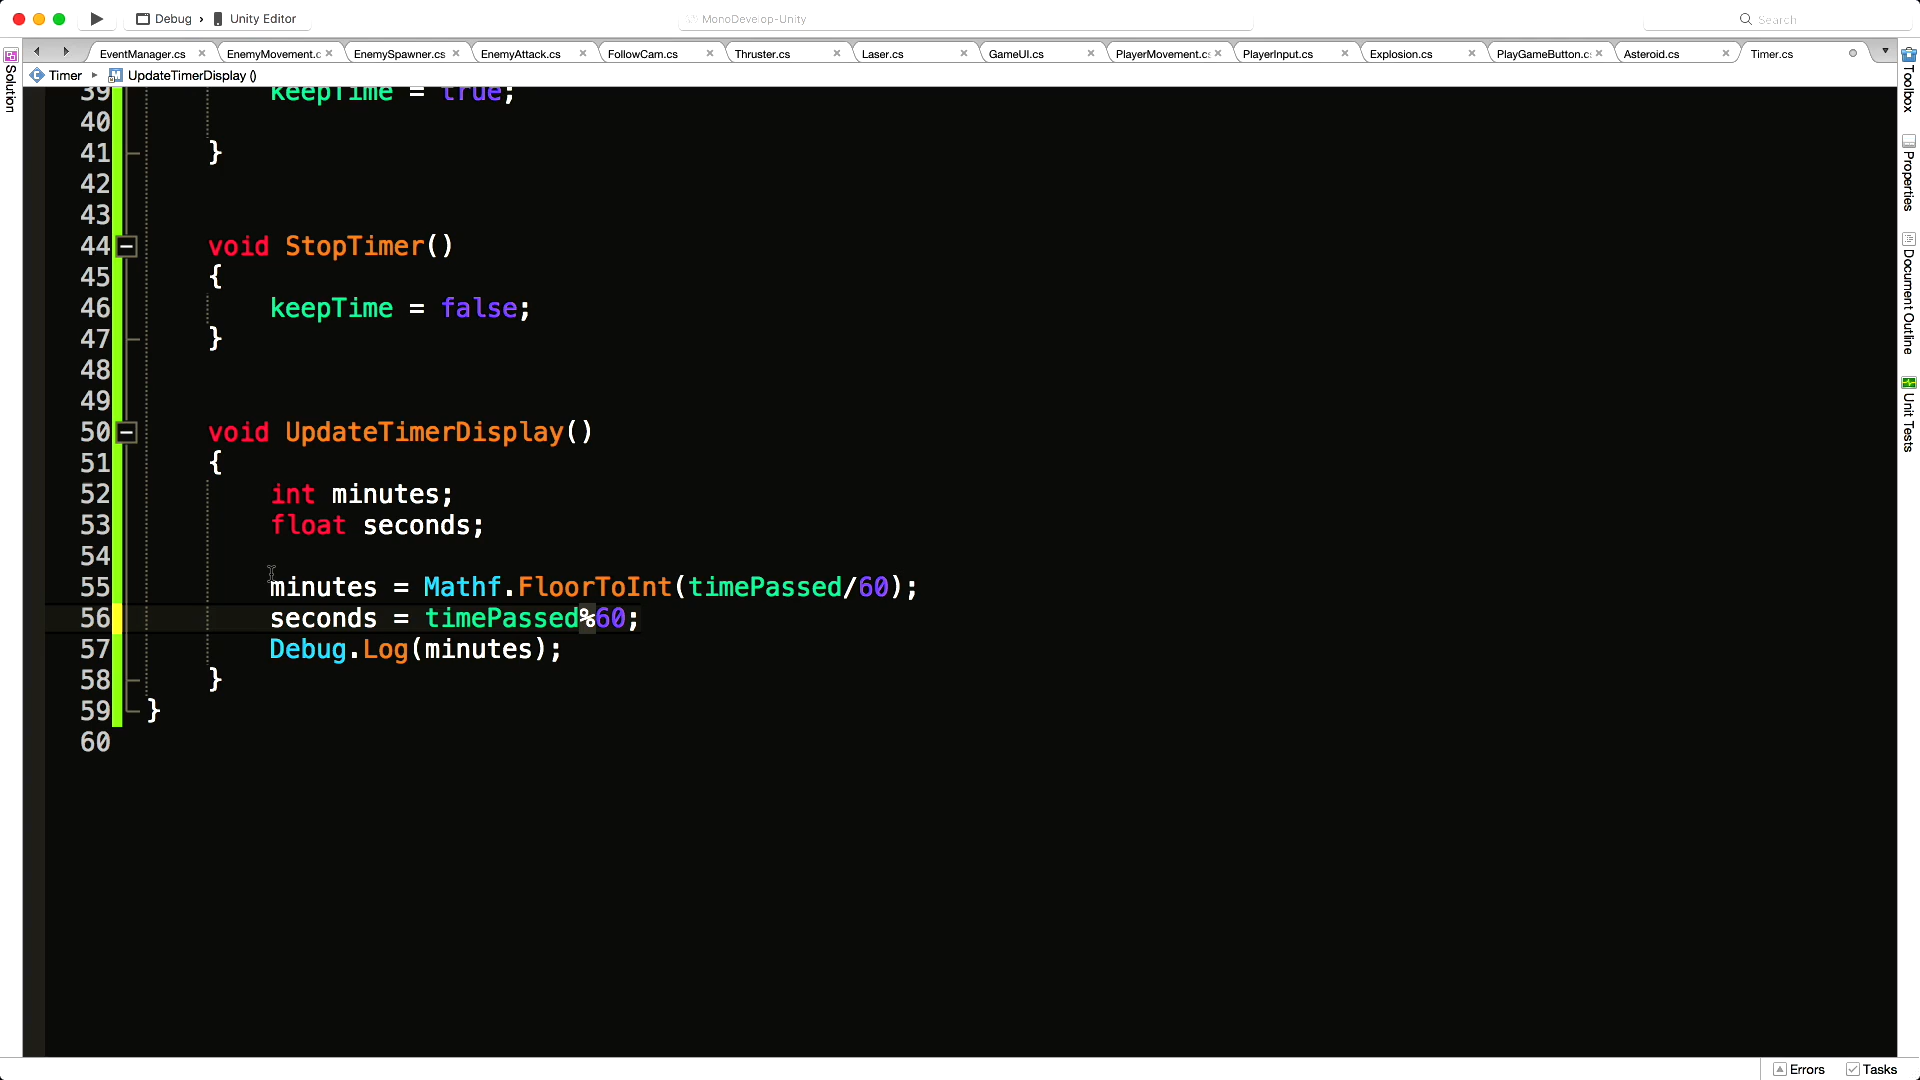 Debug › Unity Editor
MonoDevelop-Unity
Search
Solution
EventManager.cs
EnemyMovement.c
EnemySpawner.cs
EnemyAttack.cs
FollowCam.cs
Thruster.cs
Laser.cs
GameUI.cs
PlayerMovement.cs
PlayerInput.cs
Explosion.cs
PlayGameButton.c
Asteroid.cs
Timer.cs
Timer ▸ UpdateTimerDisplay ()
39 keepTime = true;
40
41 }
42
43
44 void StopTimer()
45 {
46 keepTime = false;
47 }
48
49
50 void UpdateTimerDisplay()
51 {
52 int minutes;
53 float seconds;
54
55 minutes = Mathf.FloorToInt(timePassed/60);
56 seconds = timePassed%60;
57 Debug.Log(minutes);
58 }
59 }
60
Toolbox
Properties
Document Outline
Unit Tests
Errors
Tasks